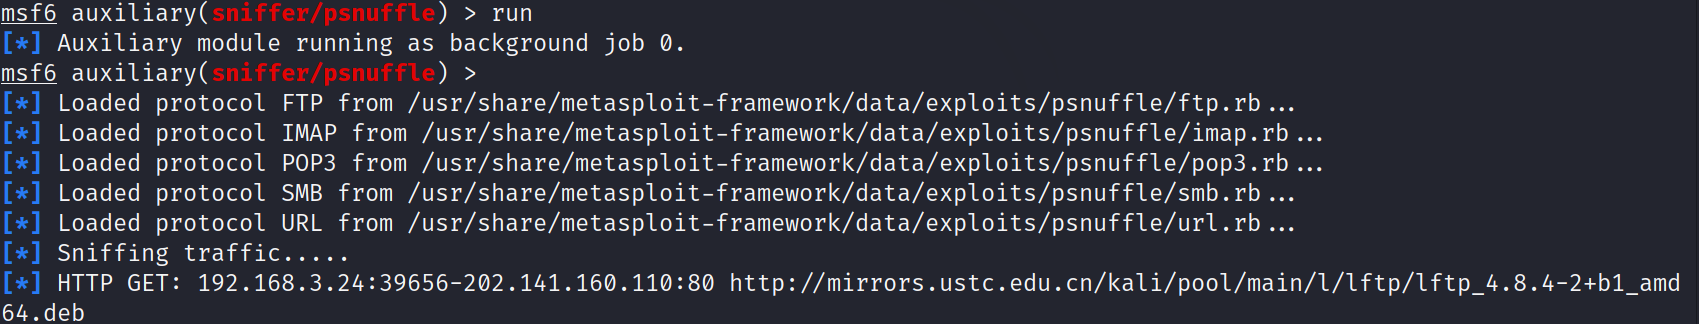 msf6 auxiliary(sniffer/psnuffle) > run
[*] Auxiliary module running as background job 0.
msf6 auxiliary(sniffer/psnuffle) >
[*] Loaded protocol FTP from /usr/share/metasploit-framework/data/exploits/psnuffle/ftp.rb...
[*] Loaded protocol IMAP from /usr/share/metasploit-framework/data/exploits/psnuffle/imap.rb...
[*] Loaded protocol POP3 from /usr/share/metasploit-framework/data/exploits/psnuffle/pop3.rb...
[*] Loaded protocol SMB from /usr/share/metasploit-framework/data/exploits/psnuffle/smb.rb...
[*] Loaded protocol URL from /usr/share/metasploit-framework/data/exploits/psnuffle/url.rb...
[*] Sniffing traffic.....
[*] HTTP GET: 192.168.3.24:39656-202.141.160.110:80 http://mirrors.ustc.edu.cn/kali/pool/main/l/lftp/lftp_4.8.4-2+b1_amd
64.deb